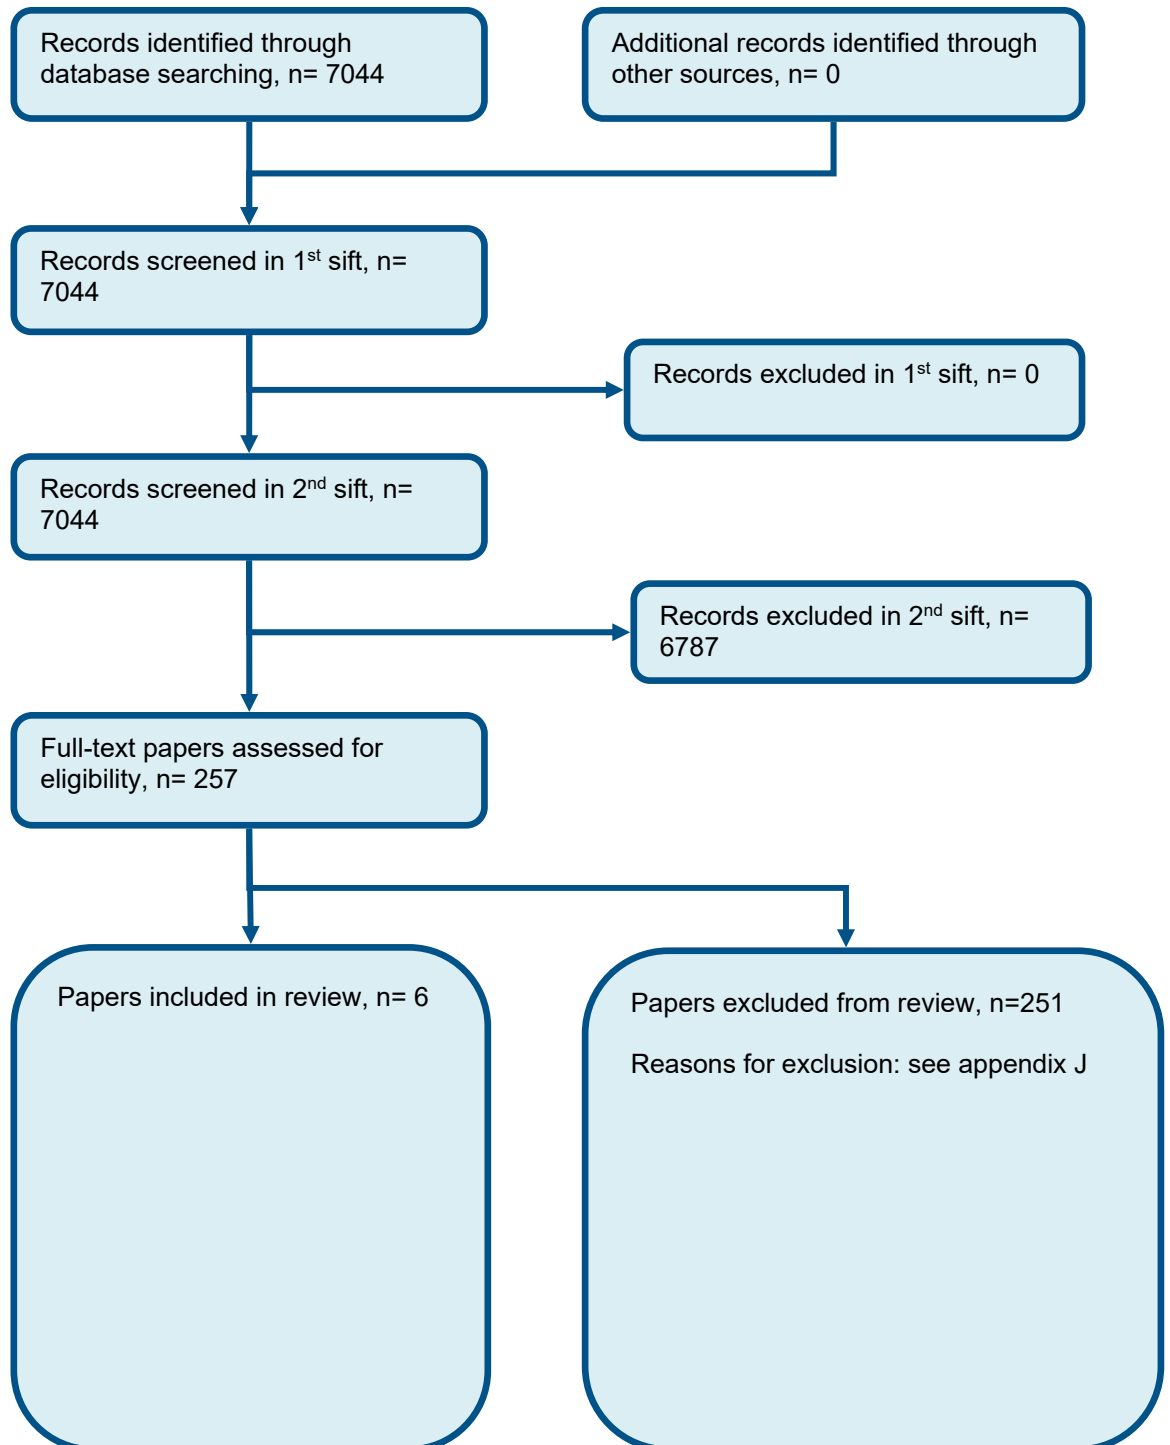 Records identified through
database searching, n= 7044
Additional records identified through
other sources, n= 0
Records screened in 1st sift, n=
7044
Records excluded in 1st sift, n= 0
Records screened in 2nd sift, n=
7044
Records excluded in 2nd sift, n=
6787
Full-text papers assessed for
eligibility, n= 257
Papers included in review, n= 6
Papers excluded from review, n=251
Reasons for exclusion: see appendix J